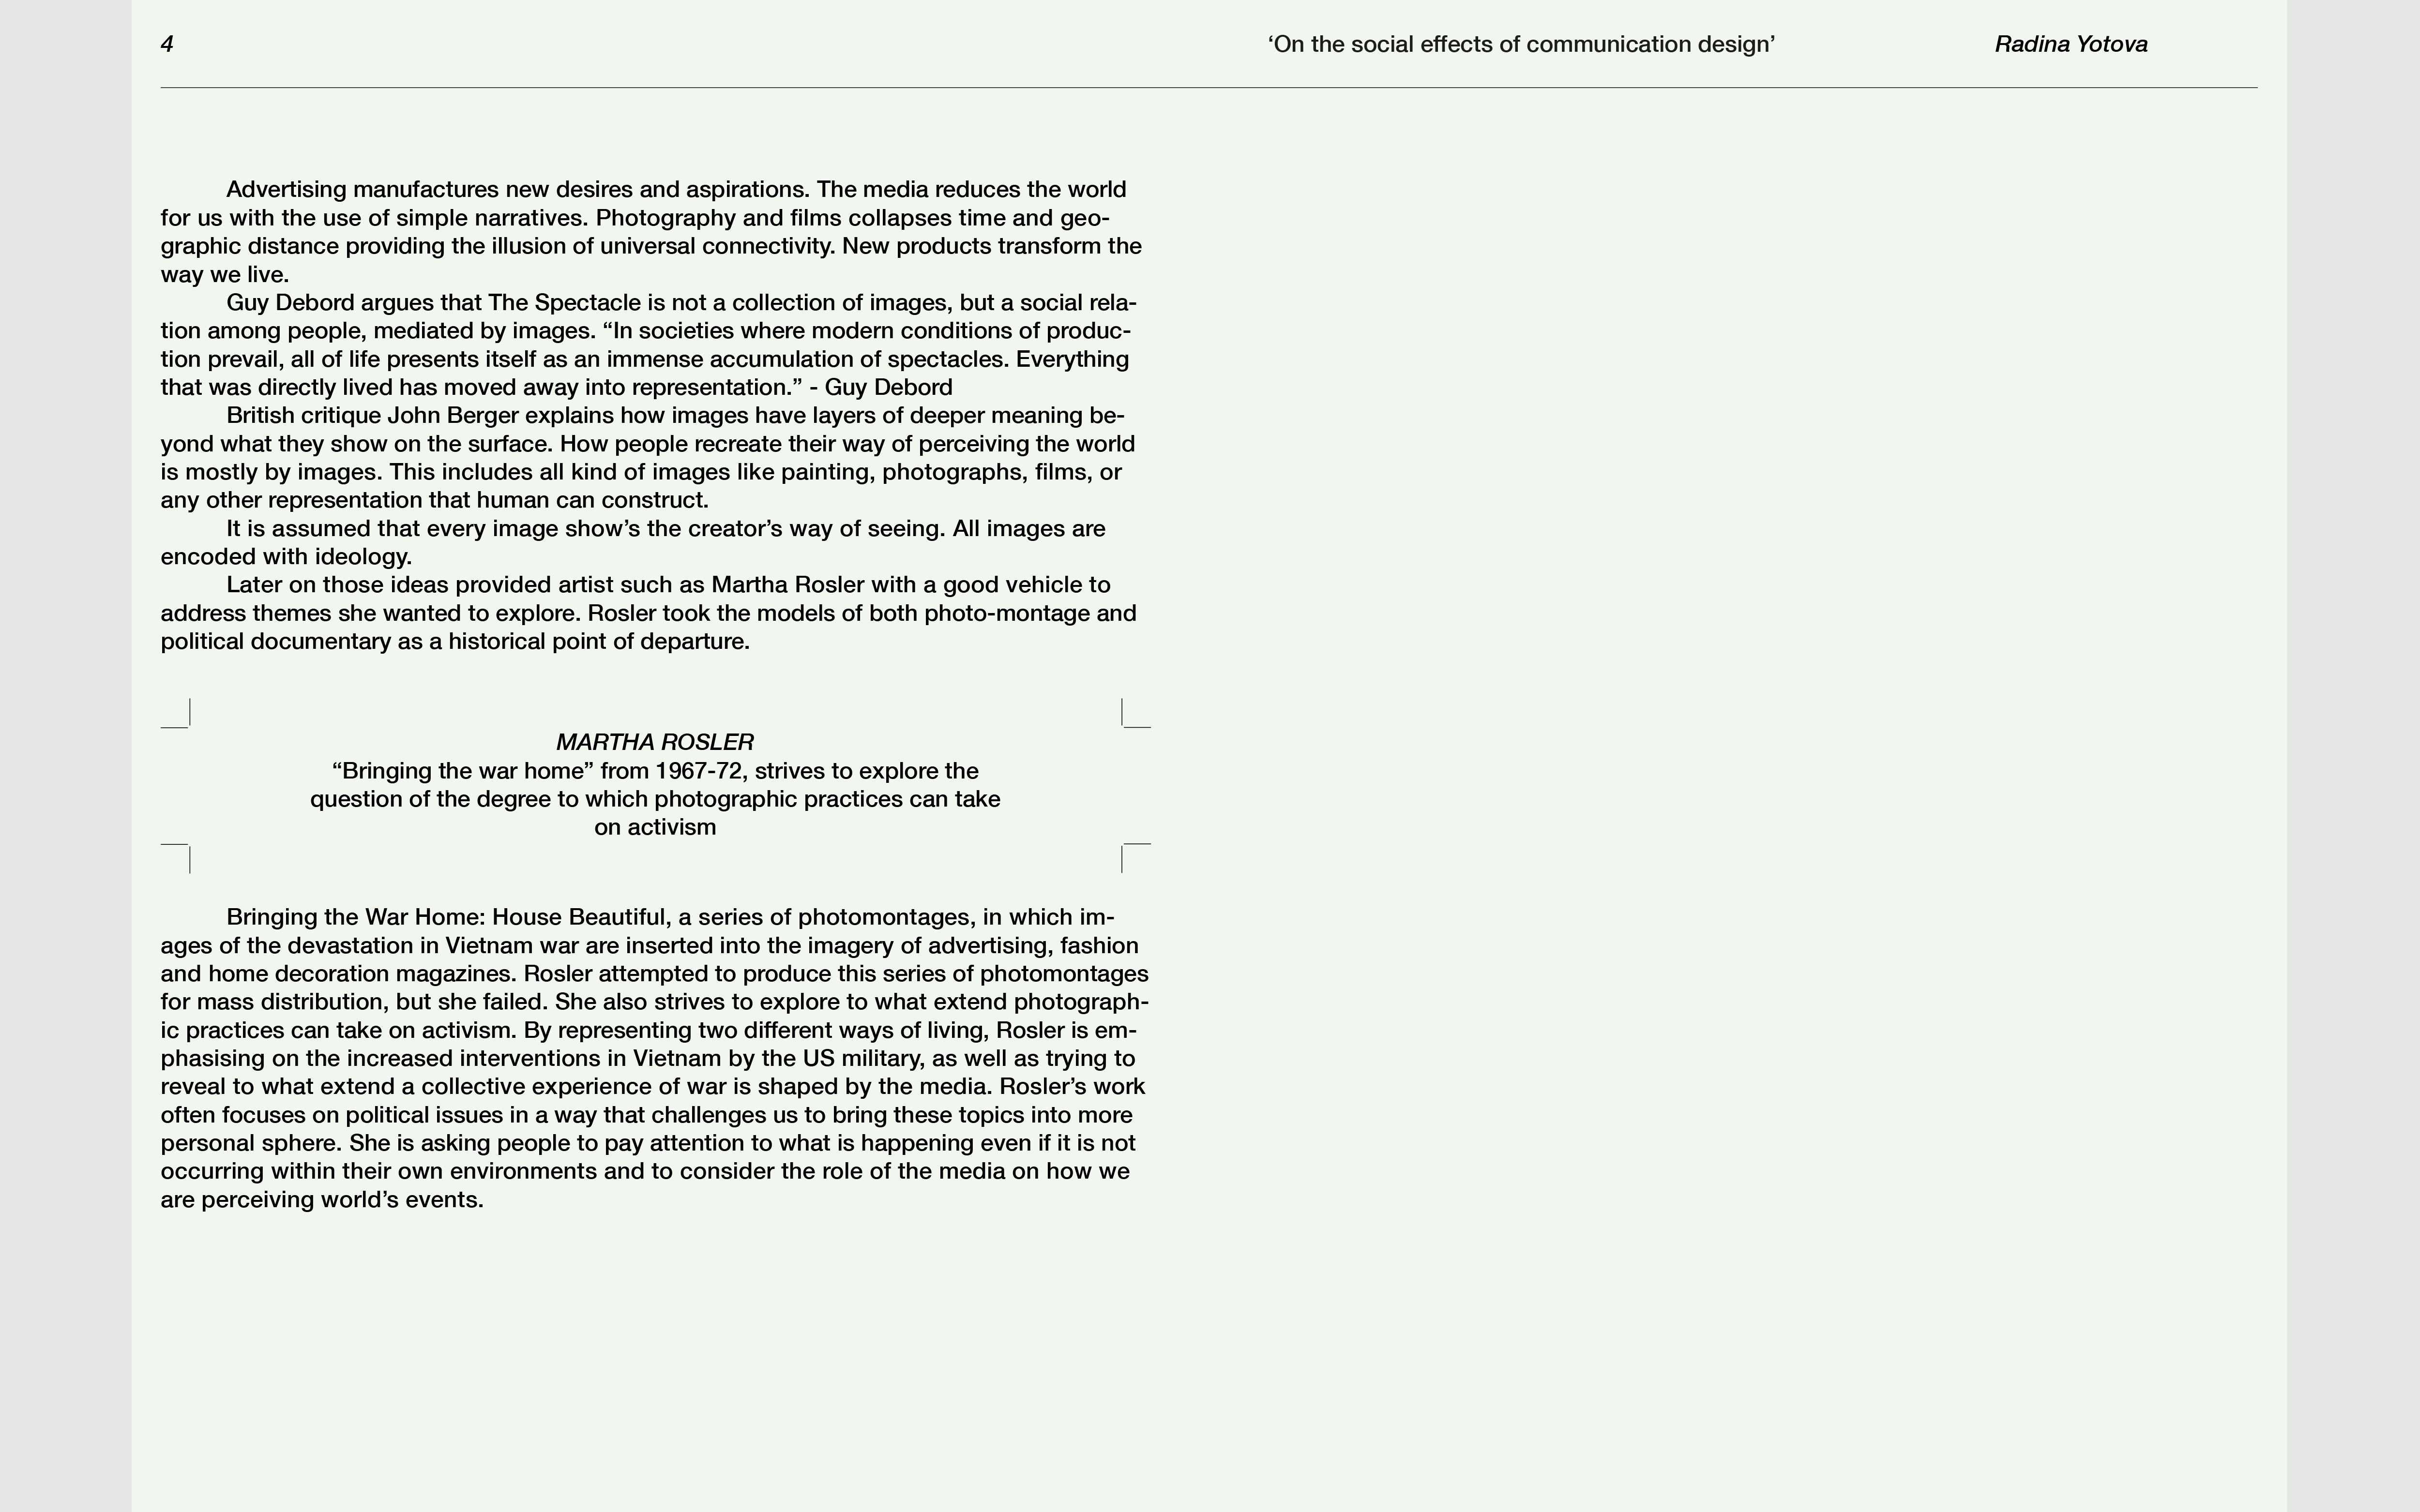 4
‘On the social effects of communication design’
Radina Yotova
Advertising manufactures new desires and aspirations. The media reduces the world
for us with the use of simple narratives. Photography and films collapses time and geo-
graphic distance providing the illusion of universal connectivity. New products transform the
way we live.
Guy Debord argues that The Spectacle is not a collection of images, but a social rela-
tion among people, mediated by images. “In societies where modern conditions of produc-
tion prevail, all of life presents itself as an immense accumulation of spectacles. Everything
that was directly lived has moved away into representation.” - Guy Debord
British critique John Berger explains how images have layers of deeper meaning be-
yond what they show on the surface. How people recreate their way of perceiving the world
is mostly by images. This includes all kind of images like painting, photographs, films, or
any other representation that human can construct.
It is assumed that every image show’s the creator’s way of seeing. All images are
encoded with ideology.
Later on those ideas provided artist such as Martha Rosler with a good vehicle to
address themes she wanted to explore. Rosler took the models of both photo-montage and
political documentary as a historical point of departure.
MARTHA ROSLER
“Bringing the war home” from 1967-72, strives to explore the
question of the degree to which photographic practices can take
on activism
Bringing the War Home: House Beautiful, a series of photomontages, in which im-
ages of the devastation in Vietnam war are inserted into the imagery of advertising, fashion
and home decoration magazines. Rosler attempted to produce this series of photomontages
for mass distribution, but she failed. She also strives to explore to what extend photograph-
ic practices can take on activism. By representing two different ways of living, Rosler is em-
phasising on the increased interventions in Vietnam by the US military, as well as trying to
reveal to what extend a collective experience of war is shaped by the media. Rosler’s work
often focuses on political issues in a way that challenges us to bring these topics into more
personal sphere. She is asking people to pay attention to what is happening even if it is not
occurring within their own environments and to consider the role of the media on how we
are perceiving world’s events.